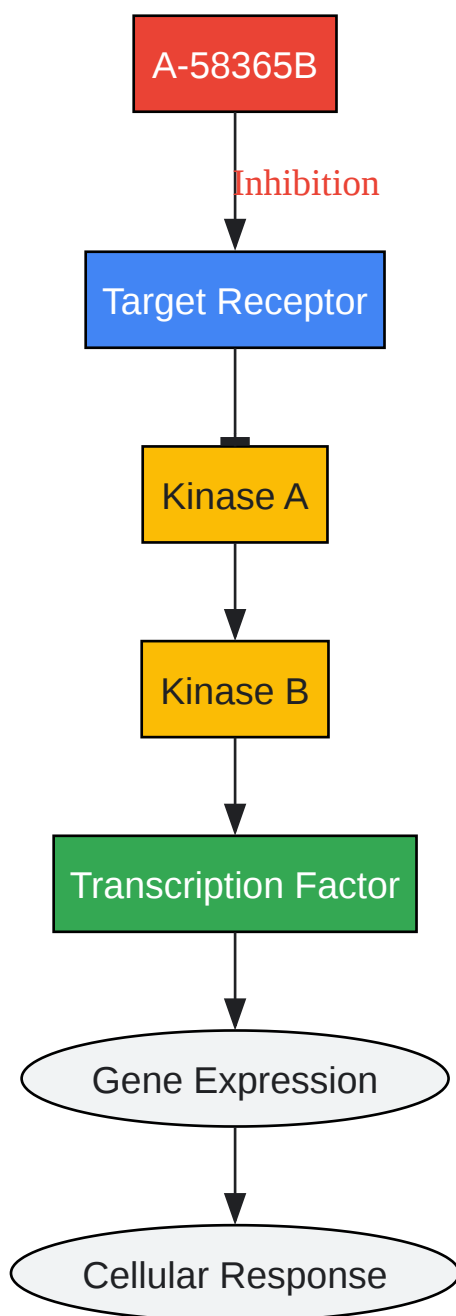 A-58365B
Inhibition
Target Receptor
Kinase A
Kinase B
Transcription Factor
Gene Expression
Cellular Response